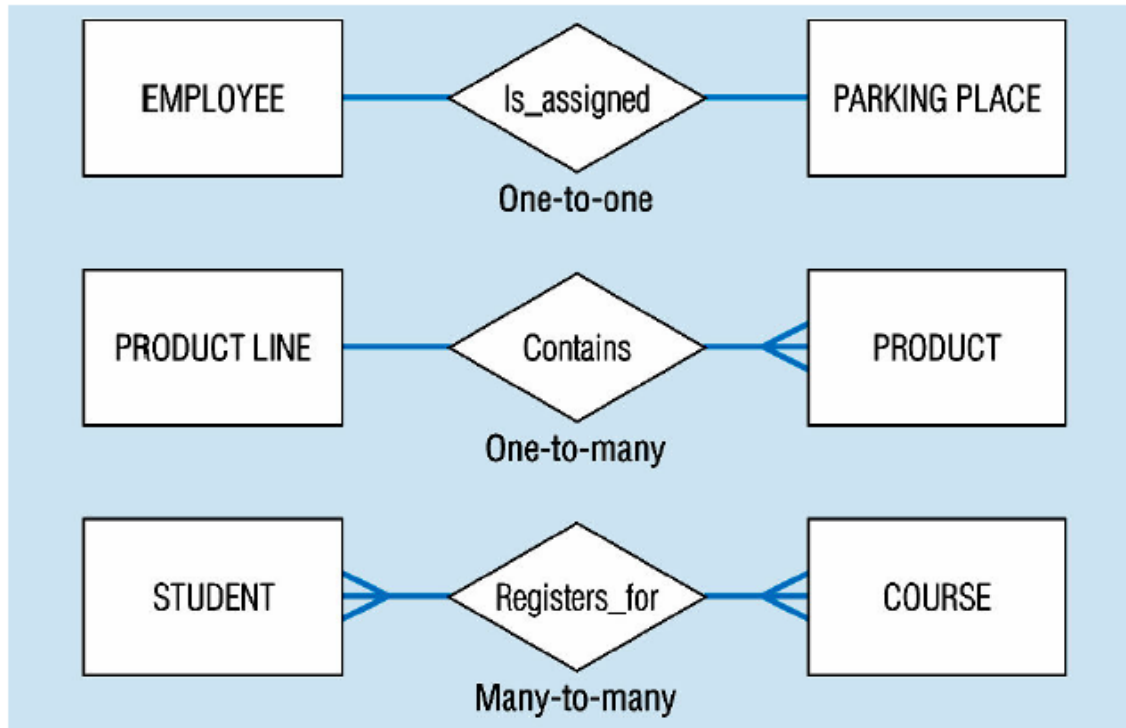 EMPLOYEE
Is_assigned
PARKING PLACE
One-to-one
PRODUCT LINE
Contains
PRODUCT
One-to-many
STUDENT
Registers_for
COURSE
Many-to-many